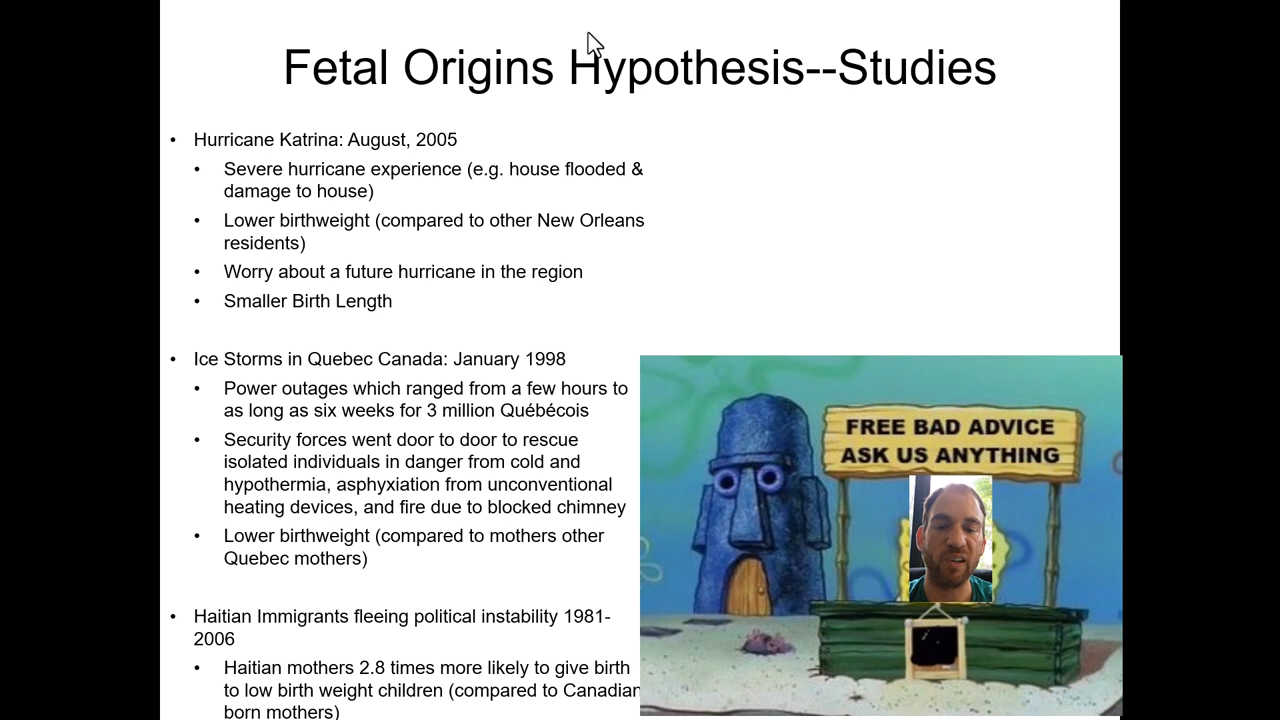 Fetal Origins Hypothesis--Studies
• Hurricane Katrina: August, 2005
• Severe hurricane experience (e.g. house flooded &
damage to house)
• Lower birthweight (compared to other New Orleans
residents)
• Worry about a future hurricane in the region
• Smaller Birth Length
• Ice Storms in Quebec Canada: January 1998
• Power outages which ranged from a few hours to
as long as six weeks for 3 million Québécois
• Security forces went door to door to rescue
isolated individuals in danger from cold and
hypothermia, asphyxiation from unconventional
heating devices, and fire due to blocked chimney
• Lower birthweight (compared to mothers other
Quebec mothers)
• Haitian Immigrants fleeing political instability 1981-
2006
• Haitian mothers 2.8 times more likely to give birth
to low birth weight children (compared to Canadian
born mothers)
FREE BAD ADVICE
ASK US ANYTHING